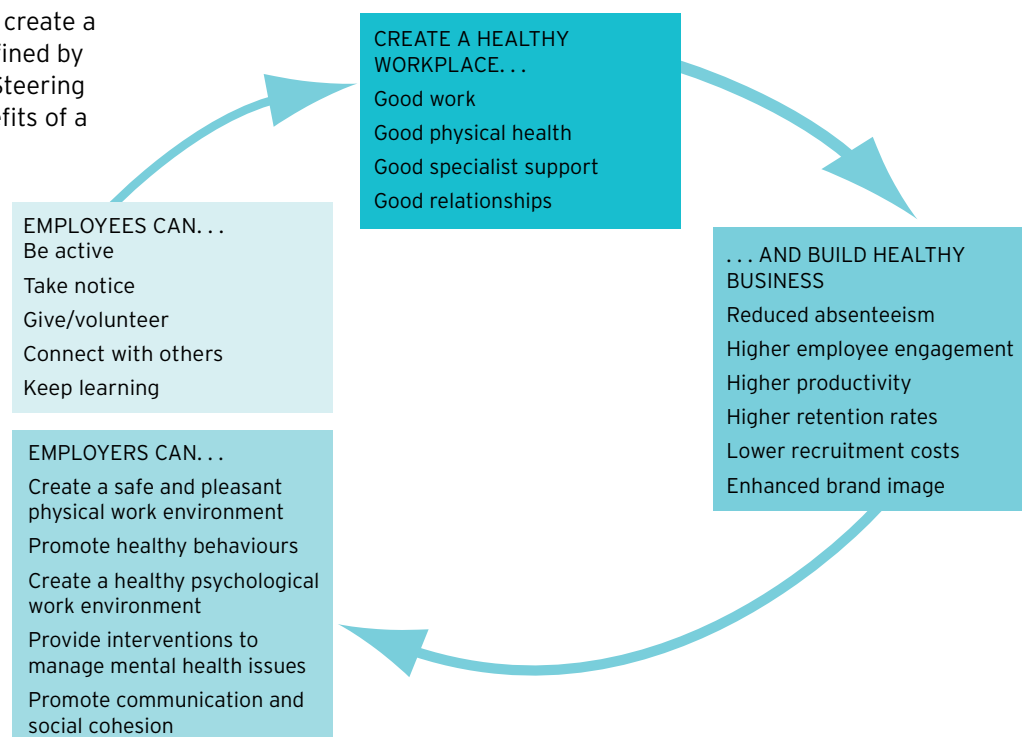 create a
fined by
Steering
efits of a
CREATE A HEALTHY
WORKPLACE. . .
Good work
Good physical health
Good specialist support
Good relationships
EMPLOYEES CAN. . .
Be active
Take notice
Give/volunteer
Connect with others
Keep learning
. . . AND BUILD HEALTHY
BUSINESS
Reduced absenteeism
Higher employee engagement
Higher productivity
Higher retention rates
Lower recruitment costs
Enhanced brand image
EMPLOYERS CAN. . .
Create a safe and pleasant
physical work environment
Promote healthy behaviours
Create a healthy psychological
work environment
Provide interventions to
manage mental health issues
Promote communication and
social cohesion